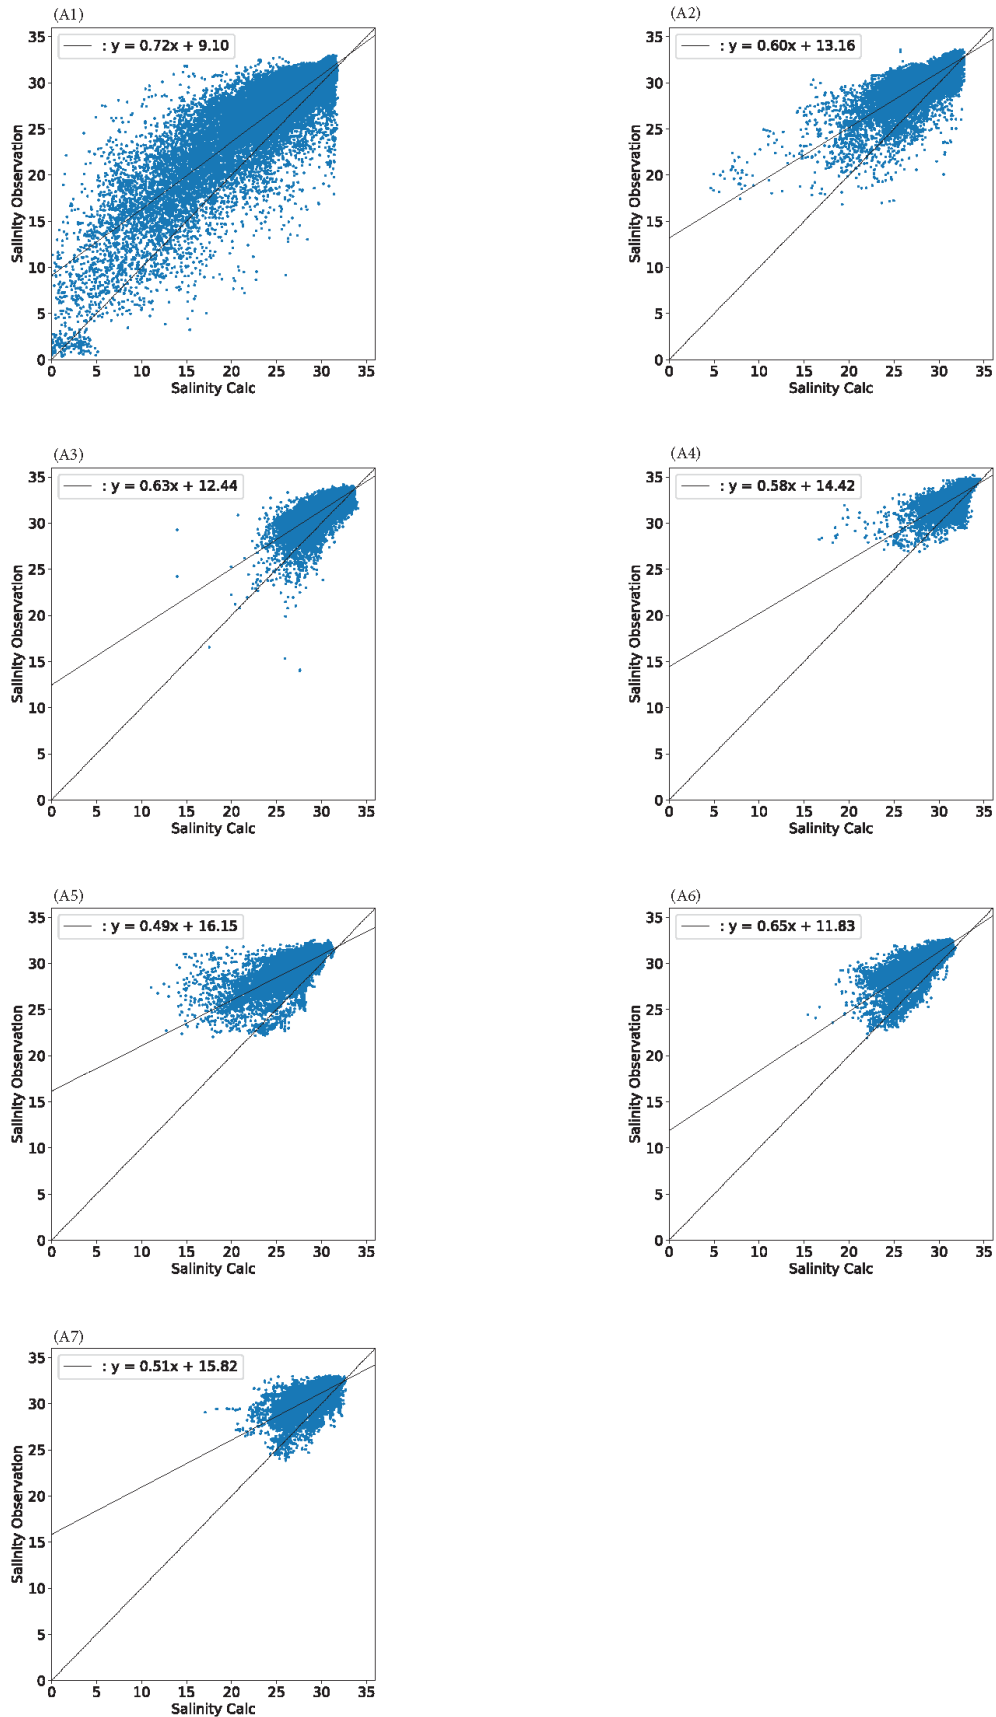 (A1)
: y = 0.72x + 9.10
Salinity Observation
35
30
25
20
15
10
5
0
0 5 10 15 20 25 30 35
Salinity Calc
(A2)
: y = 0.60x + 13.16
Salinity Observation
35
30
25
20
15
10
5
0
0 5 10 15 20 25 30 35
Salinity Calc
(A3)
: y = 0.63x + 12.44
Salinity Observation
35
30
25
20
15
10
5
0
0 5 10 15 20 25 30 35
Salinity Calc
(A4)
: y = 0.58x + 14.42
Salinity Observation
35
30
25
20
15
10
5
0
0 5 10 15 20 25 30 35
Salinity Calc
(A5)
: y = 0.49x + 16.15
Salinity Observation
35
30
25
20
15
10
5
0
0 5 10 15 20 25 30 35
Salinity Calc
(A6)
: y = 0.65x + 11.83
Salinity Observation
35
30
25
20
15
10
5
0
0 5 10 15 20 25 30 35
Salinity Calc
(A7)
: y = 0.51x + 15.82
Salinity Observation
35
30
25
20
15
10
5
0
0 5 10 15 20 25 30 35
Salinity Calc